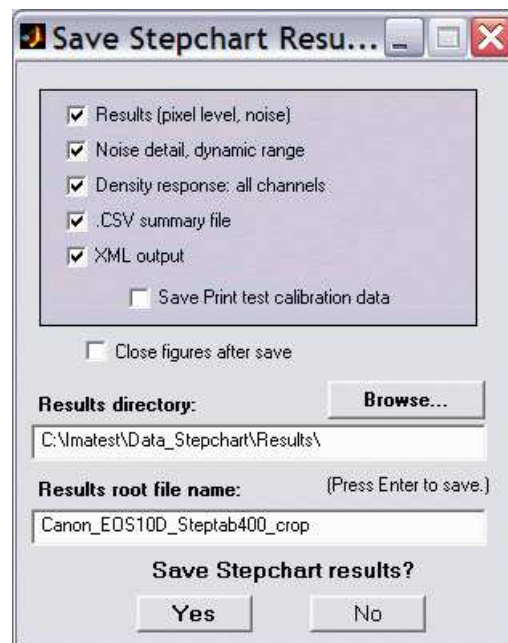 Save Stepchart Resu...
Results (pixel level, noise)
Noise detail, dynamic range
Density response: all channels
.CSV summary file
XML output
Save Print test calibration data
Close figures after save
Results directory:
Browse...
C:\Imatest\Data_Stepchart\Results\
Results root file name:
(Press Enter to save.)
Canon_EOS10D_Steptab400_crop
Save Stepchart results?
Yes
No